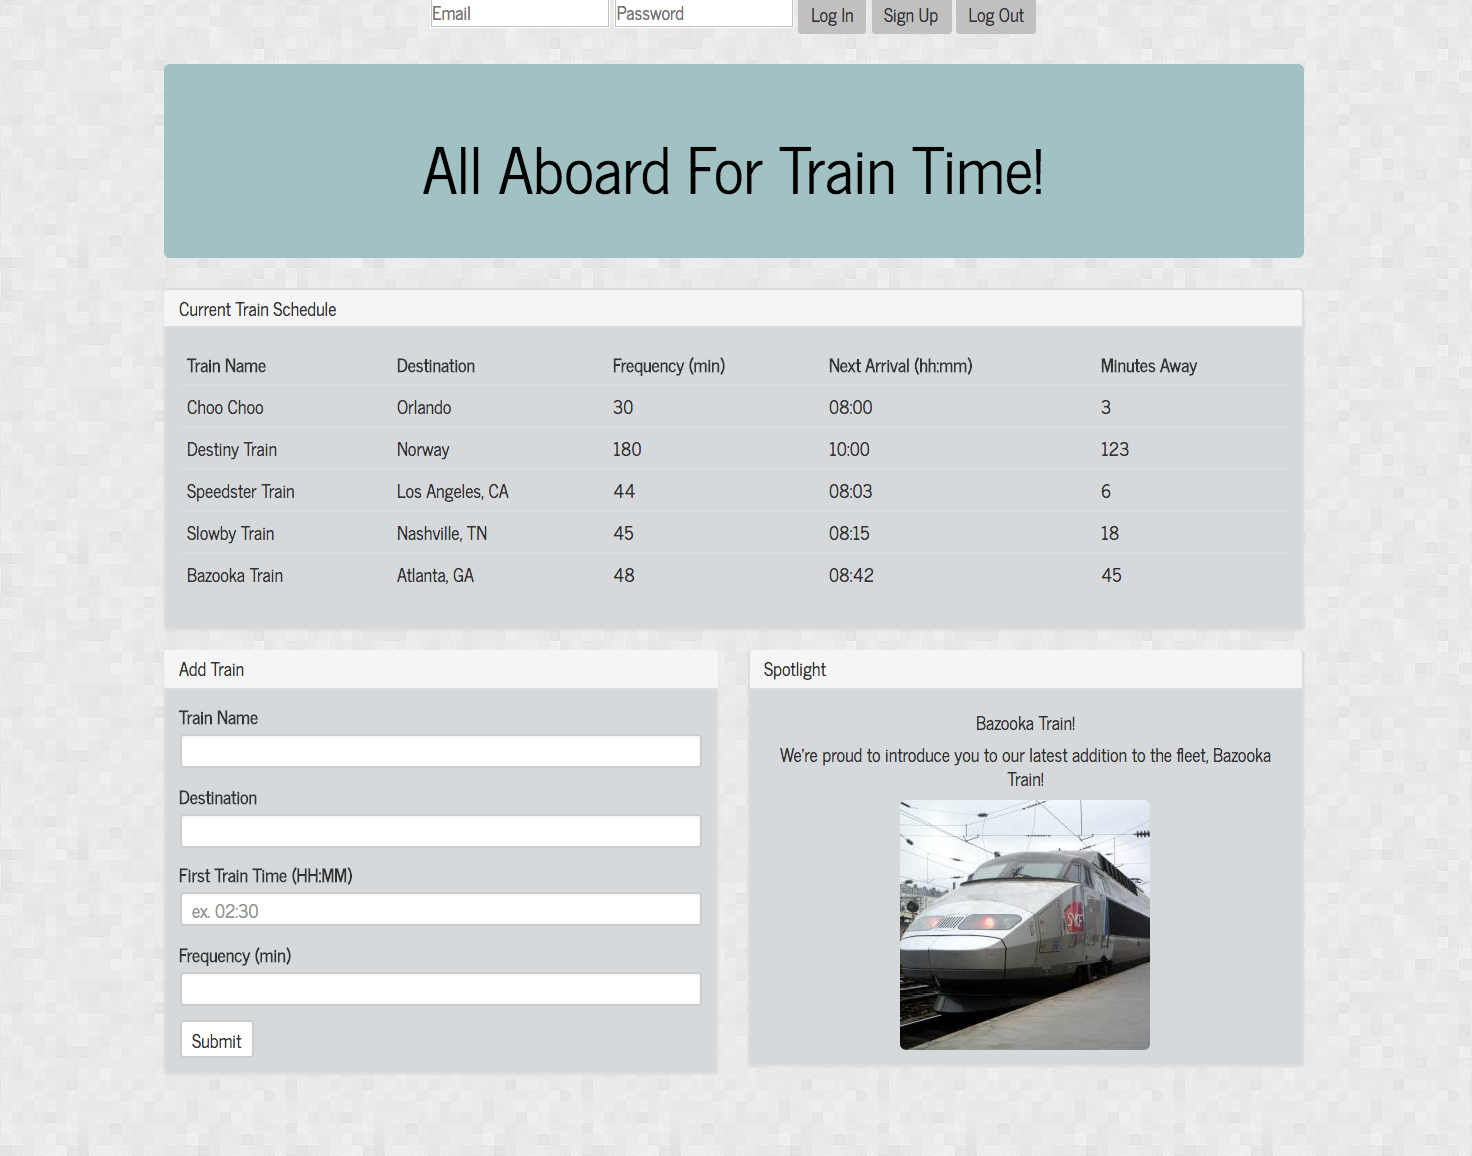 Email Password Log In Sign Up Log Out
All Aboard For Train Time!
Current Train Schedule
Train Name Destination Frequency (min) Next Arrival (hh:mm) Minutes Away
Choo Choo Orlando 30 08:00 3
Destiny Train Norway 180 10:00 123
Speedster Train Los Angeles, CA 44 08:03 6
Slowby Train Nashville, TN 45 08:15 18
Bazooka Train Atlanta, GA 48 08:42 45
Add Train
Train Name
Destination
First Train Time (HH:MM)
ex. 02:30
Frequency (min)
Submit
Spotlight
Bazooka Train!
We're proud to introduce you to our latest addition to the fleet, Bazooka
Train!
SNCF